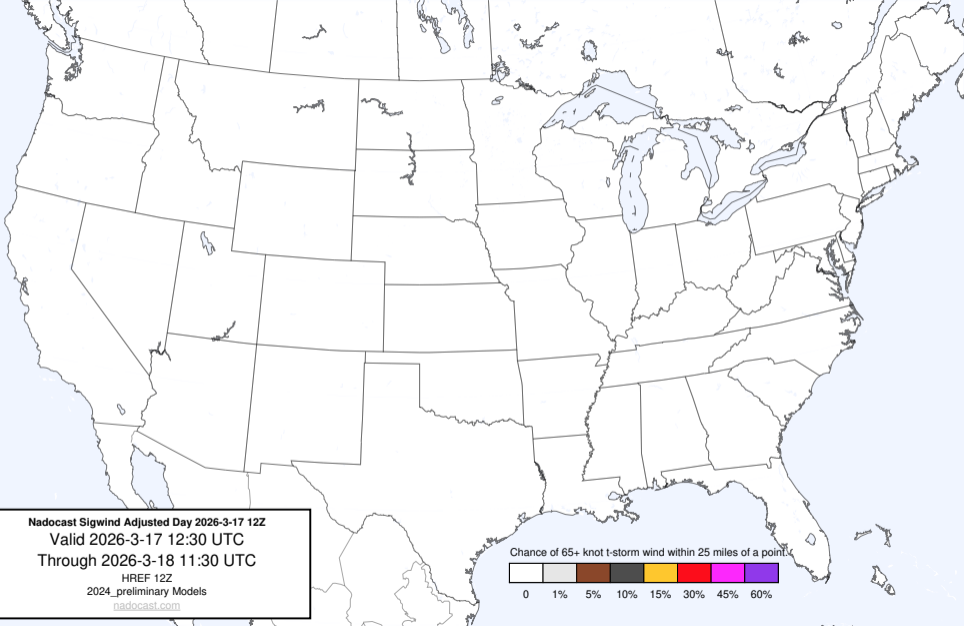 Nadocast Sigwind Adjusted Day 2026-3-17 12Z
Valid 2026-3-17 12:30 UTC
Through 2026-3-18 11:30 UTC
HREF 12Z
2024_preliminary Models
nadocast.com
Chance of 65+ knot t-storm wind within 25 miles of a point.
0 1% 5% 10% 15% 30% 45% 60%